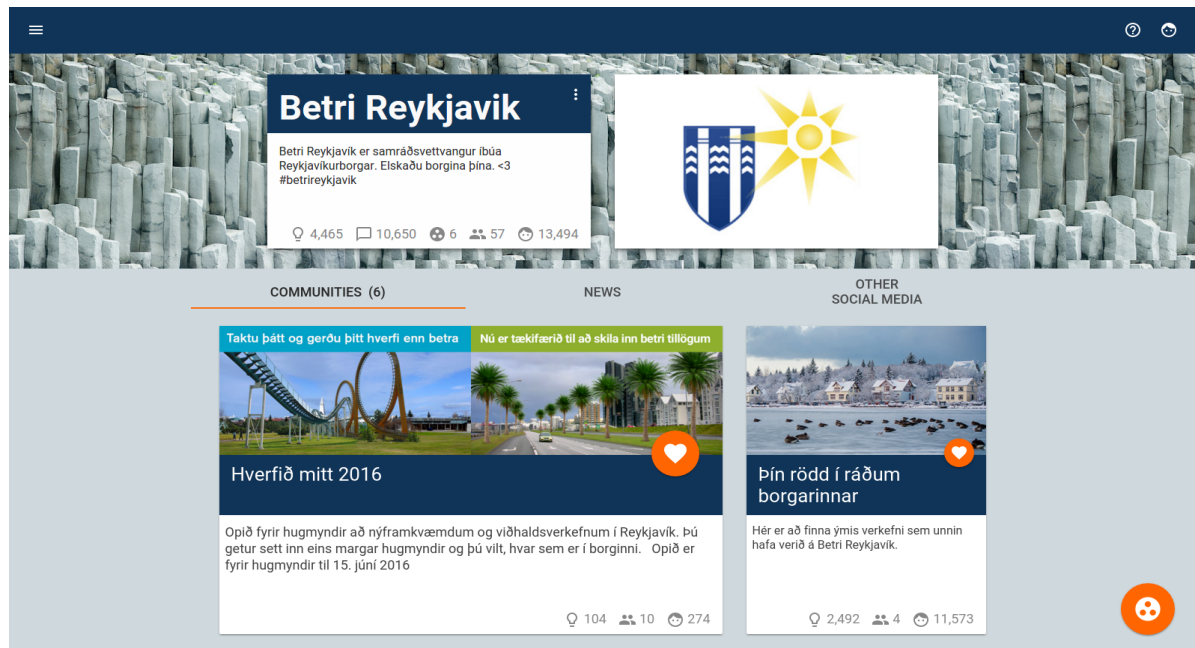 Betri Reykjavik
Betri Reykjavík er samráðsvettvangur íbúa
Reykjavíkurborgar. Elskaðu borgina þína. <3
#betrireykjavik
4,465 10,650 6 57 13,494
COMMUNITIES (6)
NEWS
OTHER
SOCIAL MEDIA
Taktu þátt og gerðu þitt hverfi enn betra
Nú er tækifærið til að skila inn betri tillögum
Hverfið mitt 2016
Opið fyrir hugmyndir að nýframkvæmdum og viðhaldsverkefnum í Reykjavík. Þú
getur sett inn eins margar hugmyndir og þú vilt, hvar sem er í borginni. Opið er
fyrir hugmyndir til 15. júní 2016
104 10 274
Þín rödd í ráðum
borgarinnar
Hér er að finna ýmis verkefni sem unnin
hafa verið á Betri Reykjavík.
2,492 4 11,573